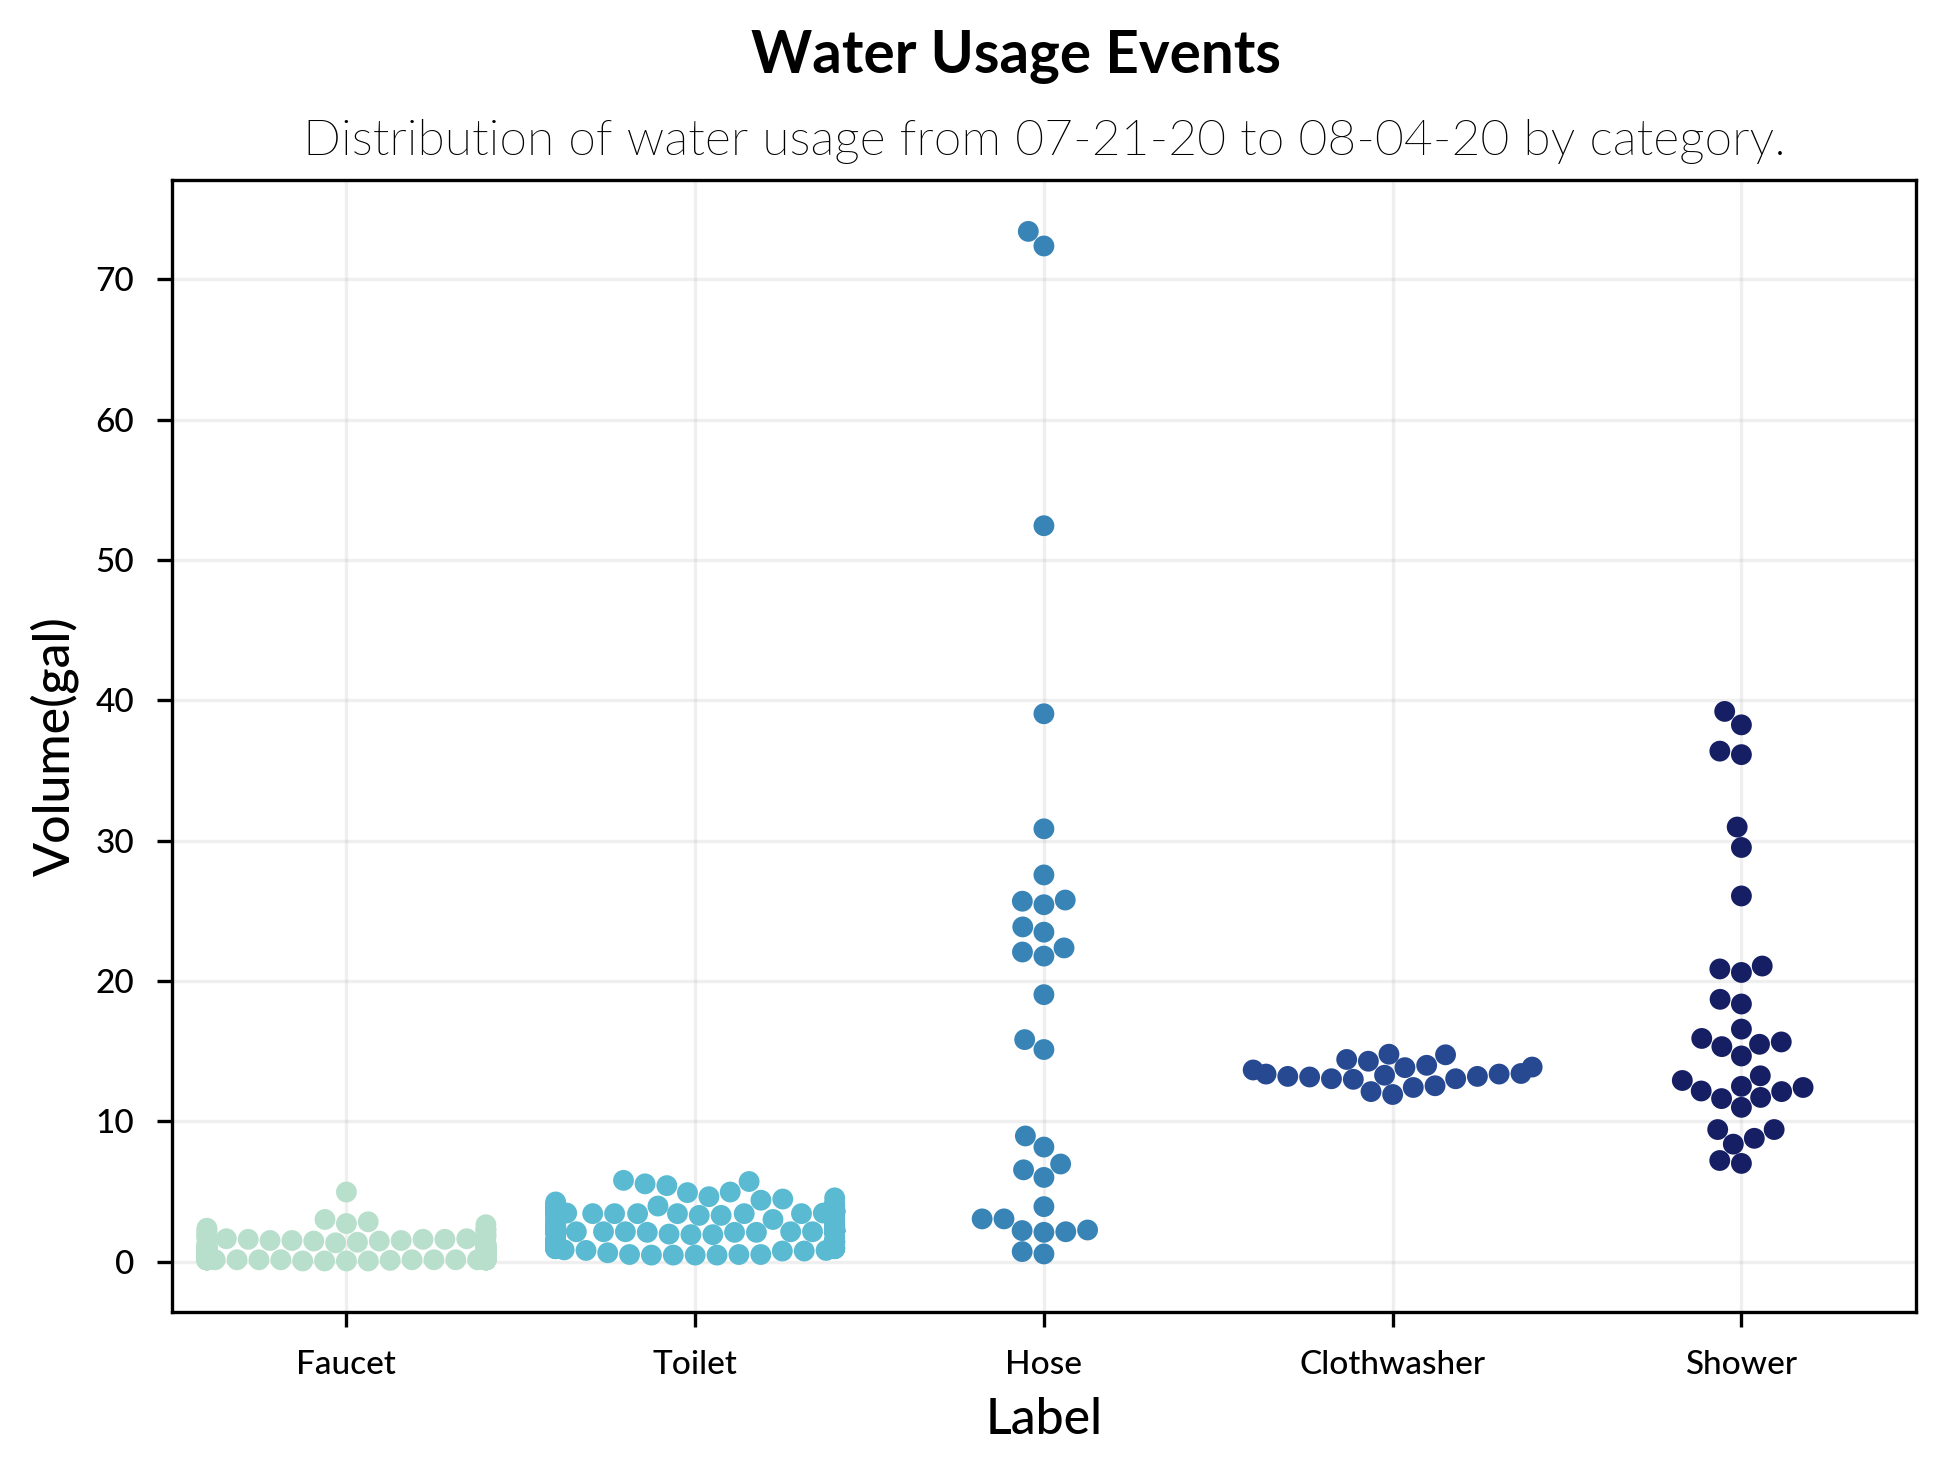 Water Usage Events
Distribution of water usage from 07-21-20 to 08-04-20 by category.
Volume(gal)
70
60
50
40
30
20
10
0
Faucet Toilet Hose Clothwasher Shower
Label